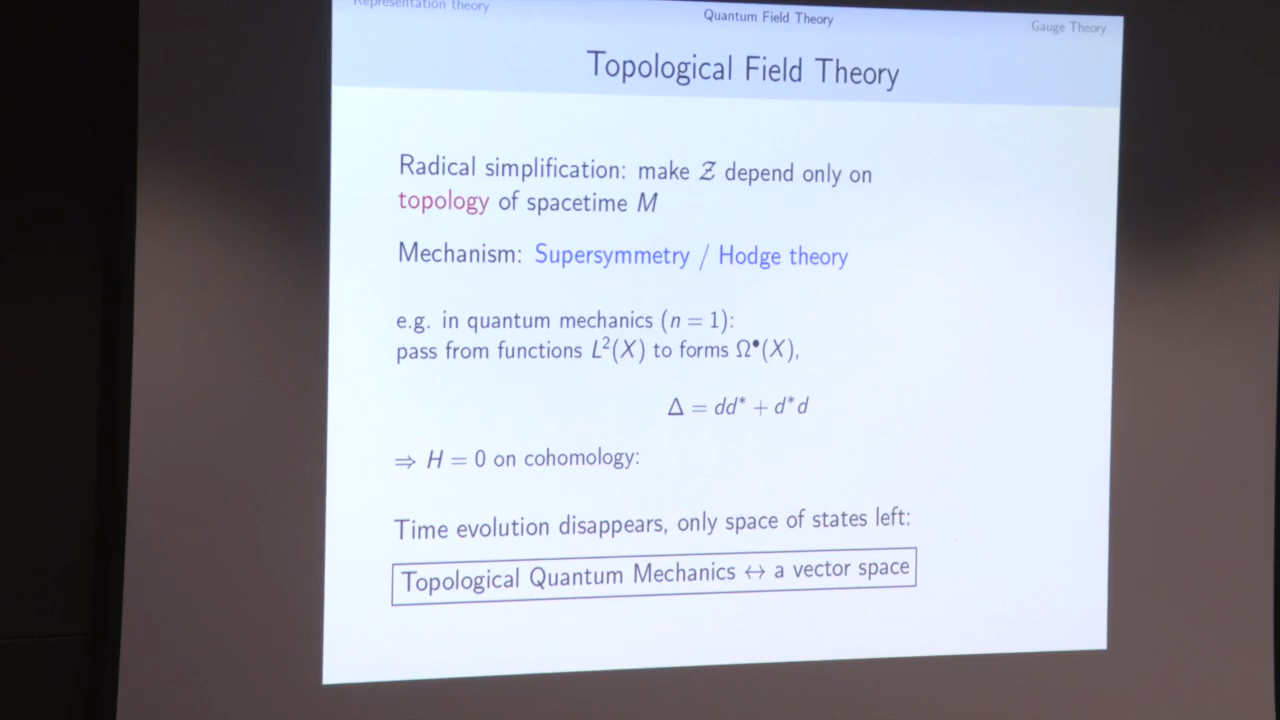 Representation theory
Quantum Field Theory
Gauge Theory
Topological Field Theory
Radical simplification: make 𝒵 depend only on
topology of spacetime M
Mechanism: Supersymmetry / Hodge theory
e.g. in quantum mechanics (n = 1):
pass from functions L²(X) to forms Ω•(X),
Δ = dd* + d*d
⇒ H = 0 on cohomology:
Time evolution disappears, only space of states left:
Topological Quantum Mechanics ↔ a vector space